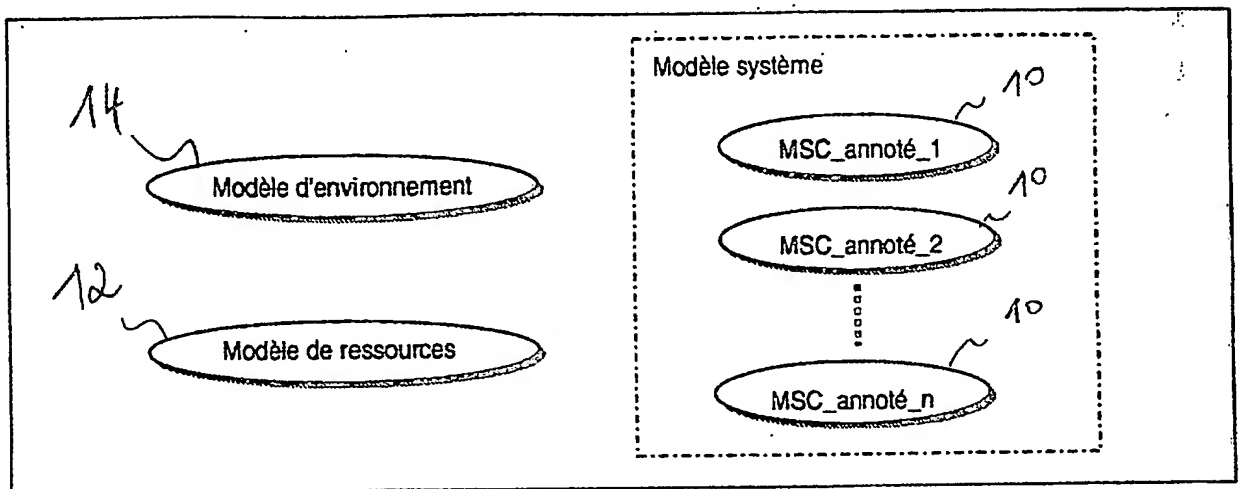 Modèle système
10
MSC_annoté_1
14
Modèle d'environnement
10
MSC_annoté_2
12
Modèle de ressources
10
MSC_annoté_n